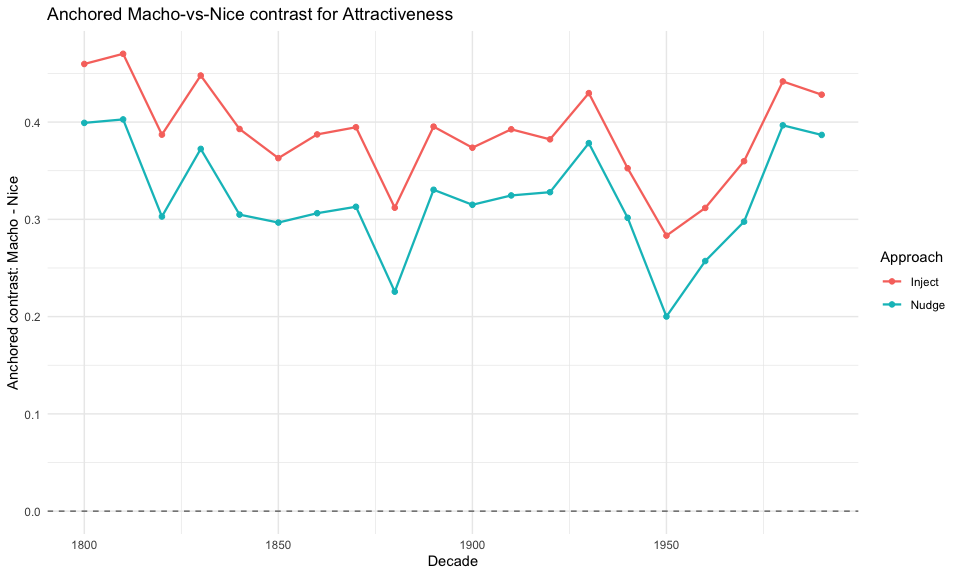 Anchored Macho-vs-Nice contrast for Attractiveness
Anchored contrast: Macho - Nice
0.4
0.3
0.2
0.1
0.0
1800
1850
1900
1950
Decade
Approach
Inject
Nudge